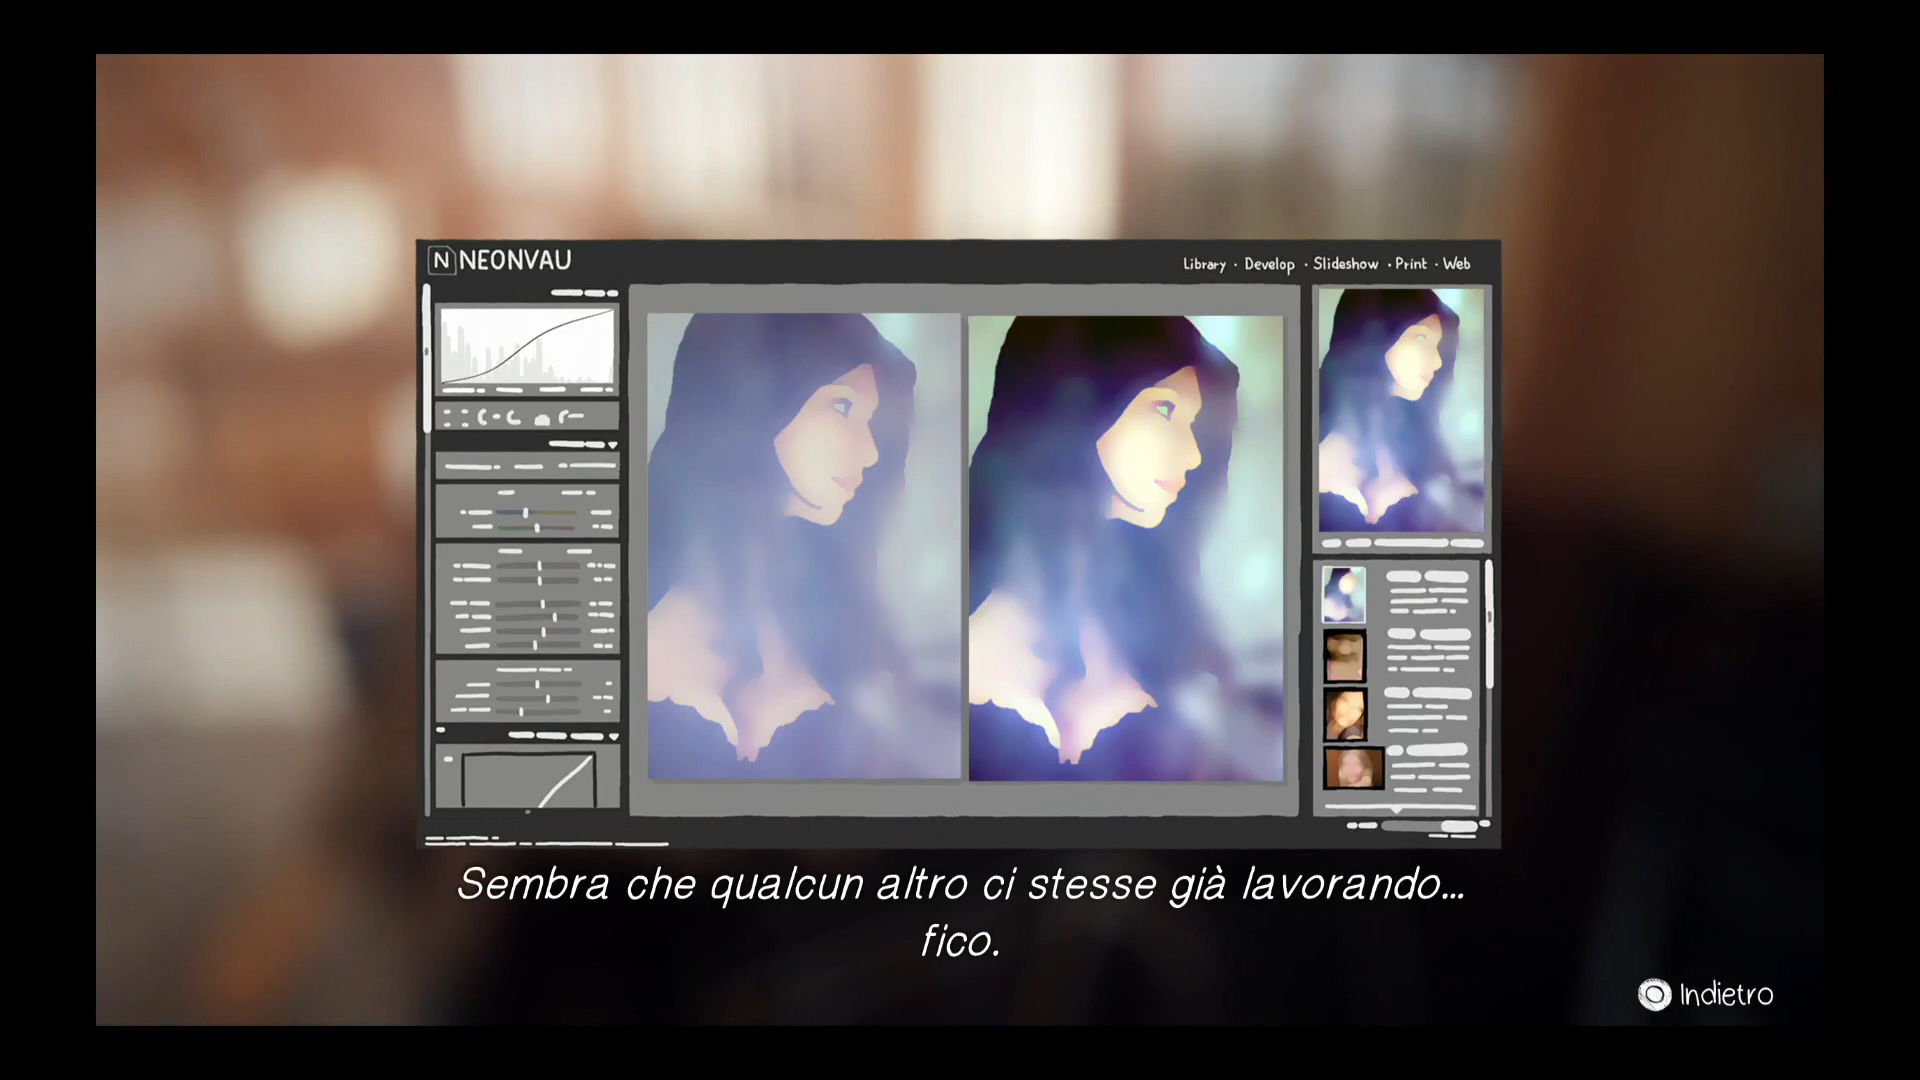 N NEONVAU
Library · Develop · Slideshow · Print · Web
Sembra che qualcun altro ci stesse già lavorando...
fico.
Indietro